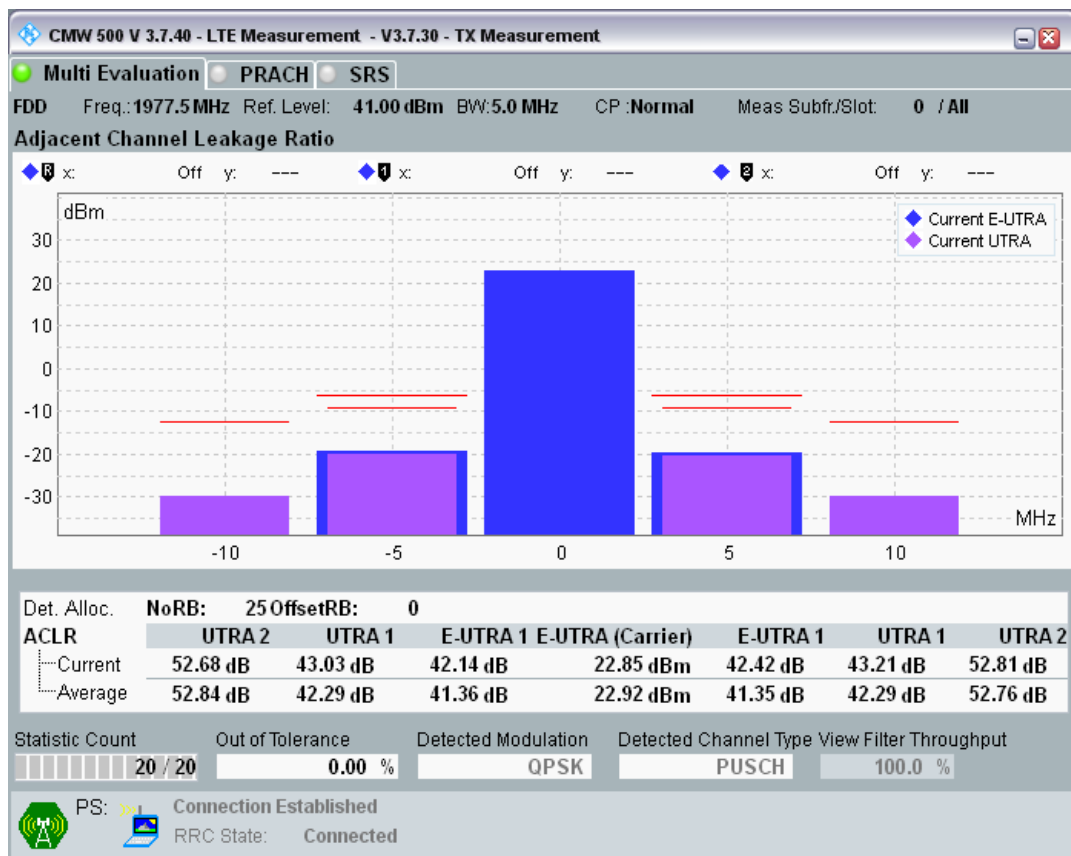 CMW 500 V 3.7.40 - LTE Measurement - V3.7.30 - TX Measurement
Multi Evaluation PRACH SRS
FDD Freq.:1977.5 MHz Ref. Level: 41.00 dBm BW:5.0 MHz CP :Normal Meas Subfr./Slot: 0 / All
Adjacent Channel Leakage Ratio
R x: Off y: --- 1 x: Off y: --- 2 x: Off y: ---
dBm
Current E-UTRA
Current UTRA
30
20
10
0
-10
-20
-30
MHz
-10 -5 0 5 10
Det. Alloc. NoRB: 25 OffsetRB: 0
ACLR UTRA 2 UTRA 1 E-UTRA 1 E-UTRA (Carrier) E-UTRA 1 UTRA 1 UTRA 2
Current 52.68 dB 43.03 dB 42.14 dB 22.85 dBm 42.42 dB 43.21 dB 52.81 dB
Average 52.84 dB 42.29 dB 41.36 dB 22.92 dBm 41.35 dB 42.29 dB 52.76 dB
Statistic Count Out of Tolerance Detected Modulation Detected Channel Type View Filter Throughput
20 / 20 0.00 % QPSK PUSCH 100.0 %
PS: Connection Established
RRC State: Connected